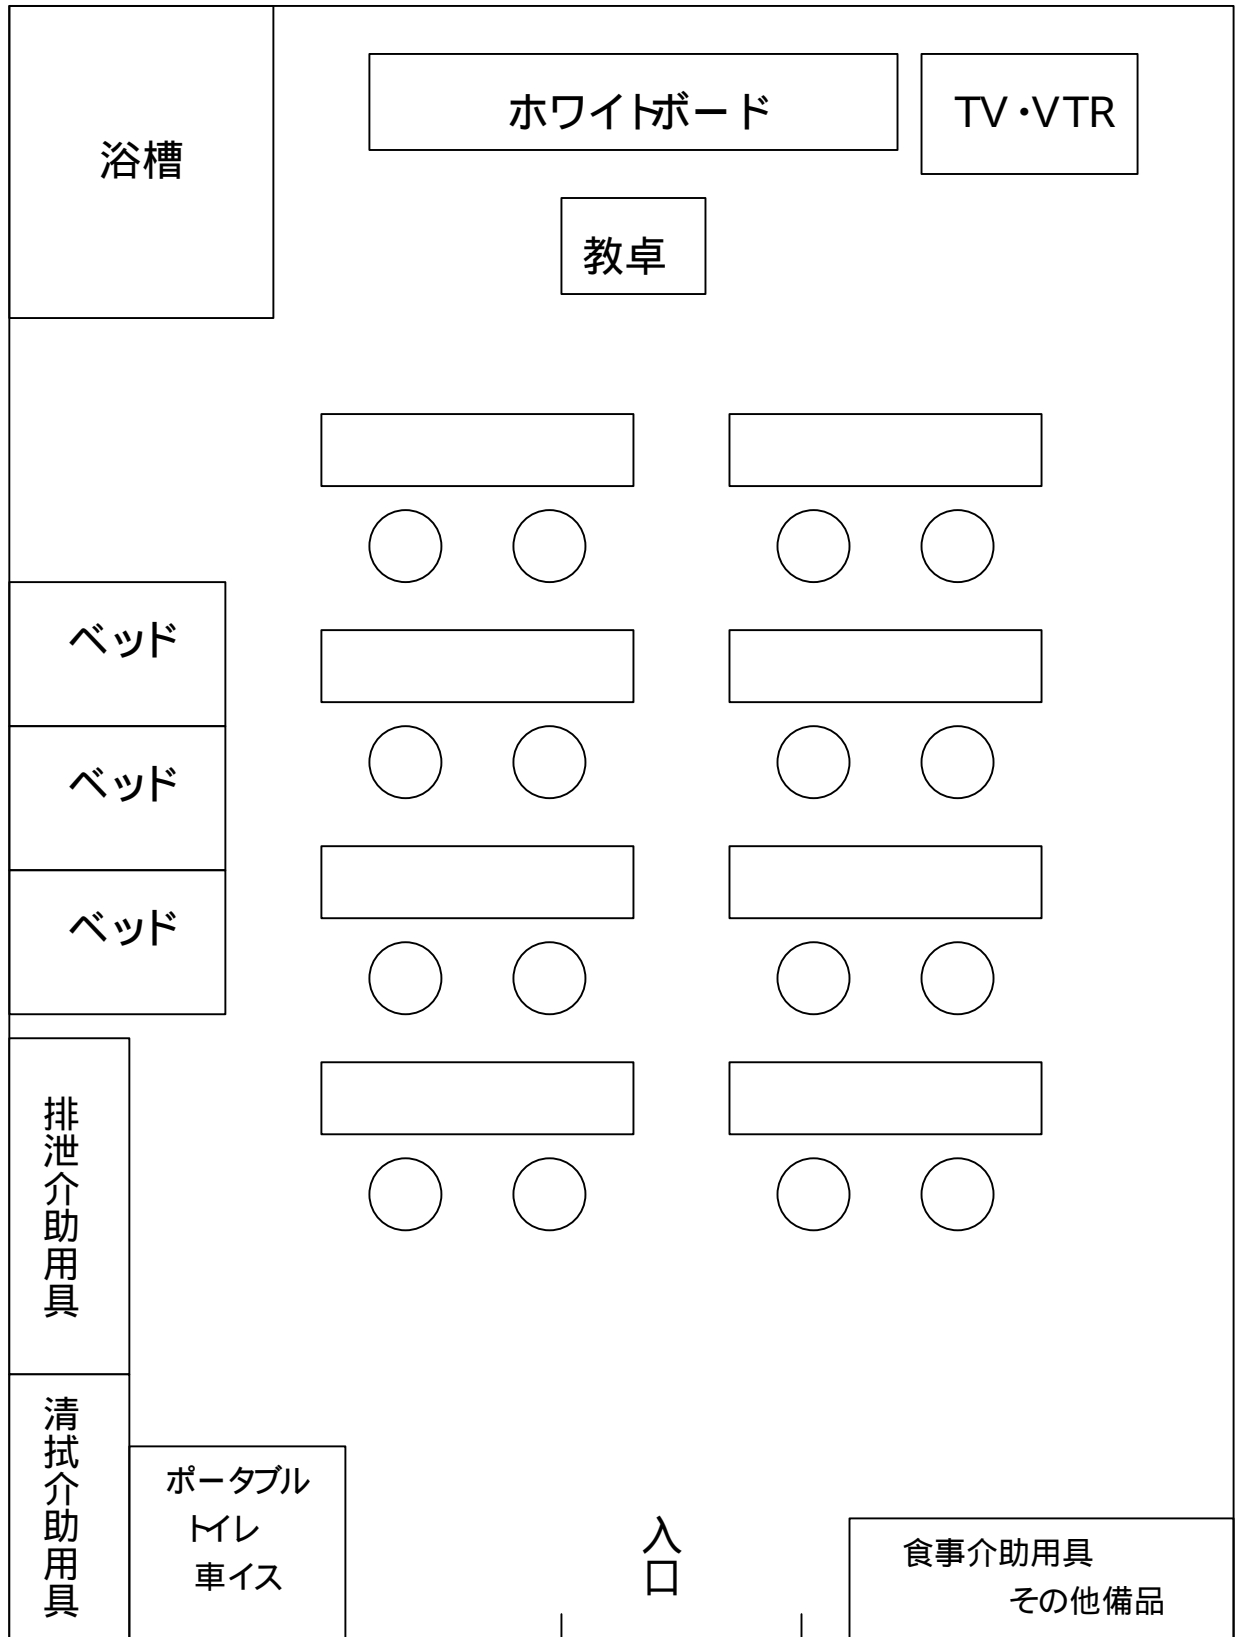 浴槽
ホワイトボード
TV・VTR
教卓
ベッド
ベッド
ベッド
排泄介助用具
清拭介助用具
ポータブル
トイレ
車イス
入口
食事介助用具
その他備品